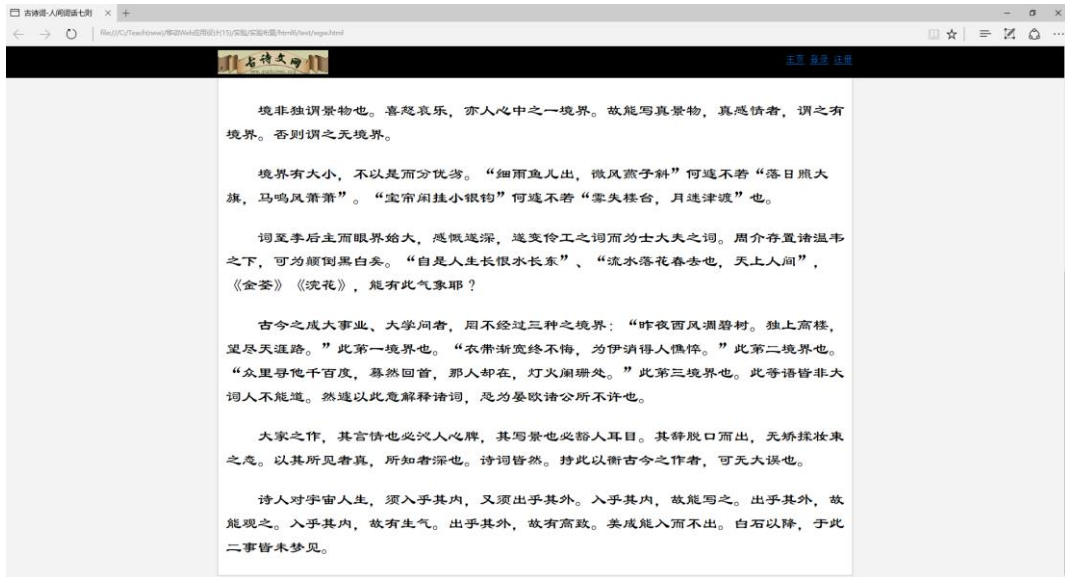 古诗词-人间词话七则
file:///C:/Teach(new)/移动Web应用设计(15)/实验/实验布置/html6/text/wgw.html
古诗文网
主页 登录 注册
境非独谓景物也。喜怒哀乐，亦人心中之一境界。故能写真景物，真感情者，谓之有
境界。否则谓之无境界。
境界有大小，不以是而分优劣。“细雨鱼儿出，微风燕子斜”何遽不若“落日照大
旗，马鸣风萧萧”。“宝帘闲挂小银钩”何遽不若“雾失楼台，月迷津渡”也。
词至李后主而眼界始大，感慨遂深，遂变伶工之词而为士大夫之词。周介存置诸温韦
之下，可为颠倒黑白矣。“自是人生长恨水长东”、“流水落花春去也，天上人间”，
《金荃》《浣花》，能有此气象耶？
古今之成大事业、大学问者，罔不经过三种之境界：“昨夜西风凋碧树。独上高楼，
望尽天涯路。”此第一境界也。“衣带渐宽终不悔，为伊消得人憔悴。”此第二境界也。
“众里寻他千百度，蓦然回首，那人却在，灯火阑珊处。”此第三境界也。此等语皆非大
词人不能道。然遽以此意解释诸词，恐为晏欧诸公所不许也。
大家之作，其言情也必沁人心脾，其写景也必豁人耳目。其辞脱口而出，无矫揉妆束
之态。以其所见者真，所知者深也。诗词皆然。持此以衡古今之作者，可无大误也。
诗人对宇宙人生，须入乎其内，又须出乎其外。入乎其内，故能写之。出乎其外，故
能观之。入乎其内，故有生气。出乎其外，故有高致。美成能入而不出。白石以降，于此
二事皆未梦见。